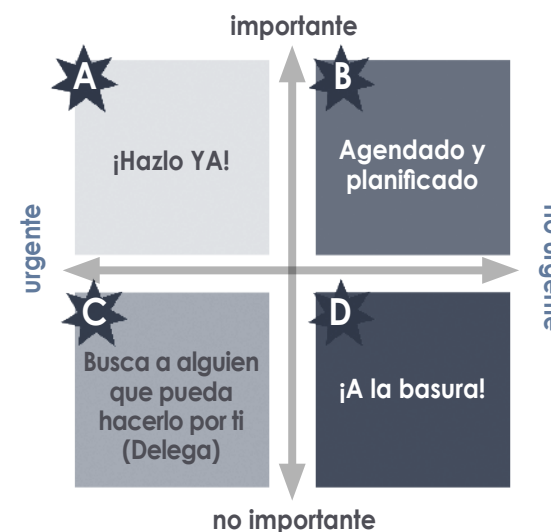 importante
A
B
¡Hazlo YA!
Agendado y
planificado
urgente
no urgente
C
D
Busca a alguien
que pueda
hacerlo por ti
(Delega)
¡A la basura!
no importante